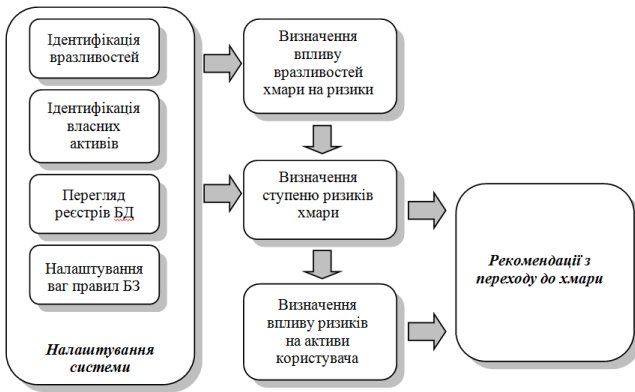 Ідентифікація
вразливостей
Ідентифікація
власних
активів
Перегляд
реєстрів БД
Налаштування
ваг правил БЗ
Налаштування
системи
Визначення
впливу
вразливостей
хмари на ризики
Визначення
ступеню ризиків
хмари
Визначення
впливу ризиків
на активи
користувача
Рекомендації з
переходу до хмари